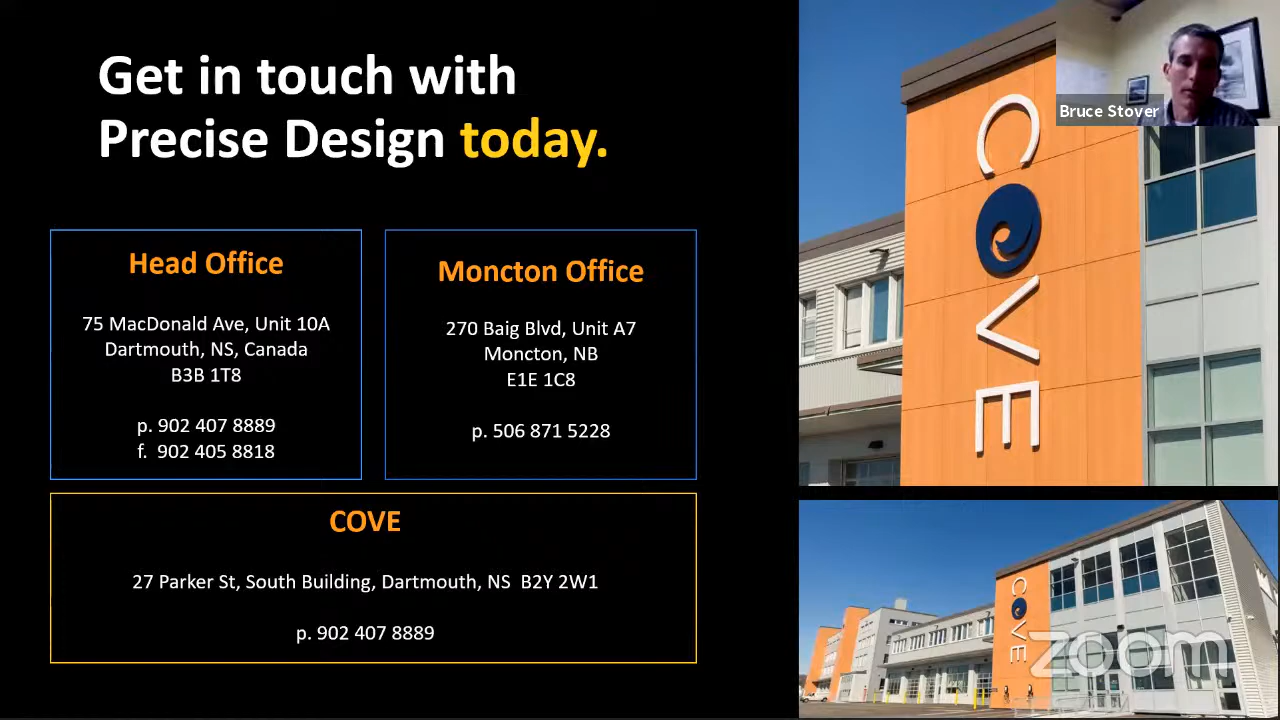 Get in touch with
Precise Design today.
Head Office
75 MacDonald Ave, Unit 10A
Dartmouth, NS, Canada
B3B 1T8
p. 902 407 8889
f. 902 405 8818
Moncton Office
270 Baig Blvd, Unit A7
Moncton, NB
E1E 1C8
p. 506 871 5228
COVE
27 Parker St, South Building, Dartmouth, NS B2Y 2W1
p. 902 407 8889
COVE
Bruce Stover
COVE
zoom